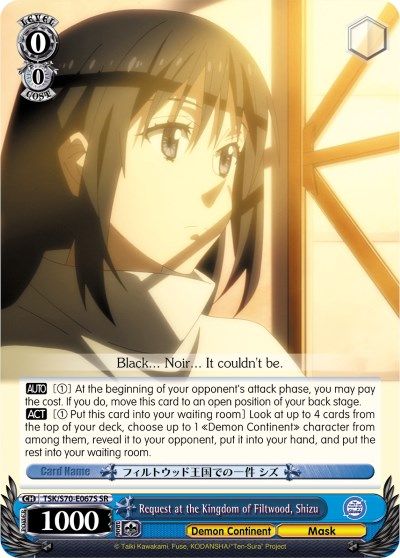 LEVEL
0
0
COST
Black... Noir... It couldn't be.
AUTO [①] At the beginning of your opponent's attack phase, you may pay
the cost. If you do, move this card to an open position of your back stage.
ACT [① Put this card into your waiting room] Look at up to 4 cards from
the top of your deck, choose up to 1 «Demon Continent» character from
among them, reveal it to your opponent, put it into your hand, and put the
rest into your waiting room.
Card Name フィルトウッド王国での一件 シズ
CH TSK/S70-E067S SR
Request at the Kingdom of Filtwood, Shizu
POWER 1000
Demon Continent Mask
© Taiki Kawakami, Fuse, KODANSHA/"Ten-Sura" Project